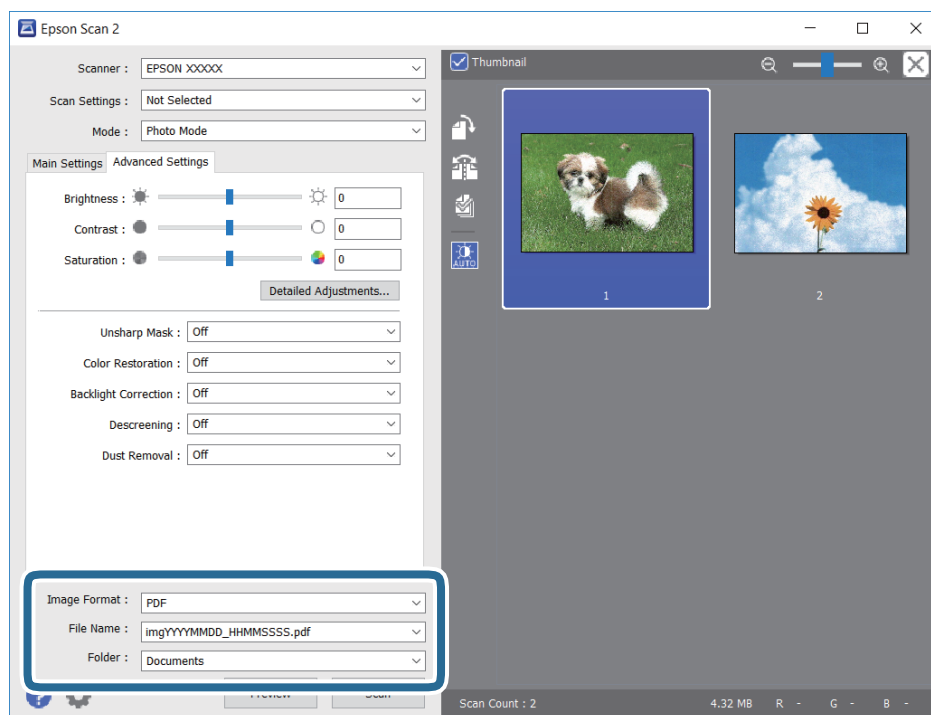 Epson Scan 2
Scanner : EPSON XXXXX
Scan Settings : Not Selected
Mode : Photo Mode
Main Settings Advanced Settings
Brightness : 0
Contrast : 0
Saturation : 0
Detailed Adjustments...
Unsharp Mask : Off
Color Restoration : Off
Backlight Correction : Off
Descreening : Off
Dust Removal : Off
Image Format : PDF
File Name : imgYYYYMMDD_HHMMSSSS.pdf
Folder : Documents
? Preview Scan
Thumbnail
AUTO
1 2
Scan Count : 2 4.32 MB R - G - B -